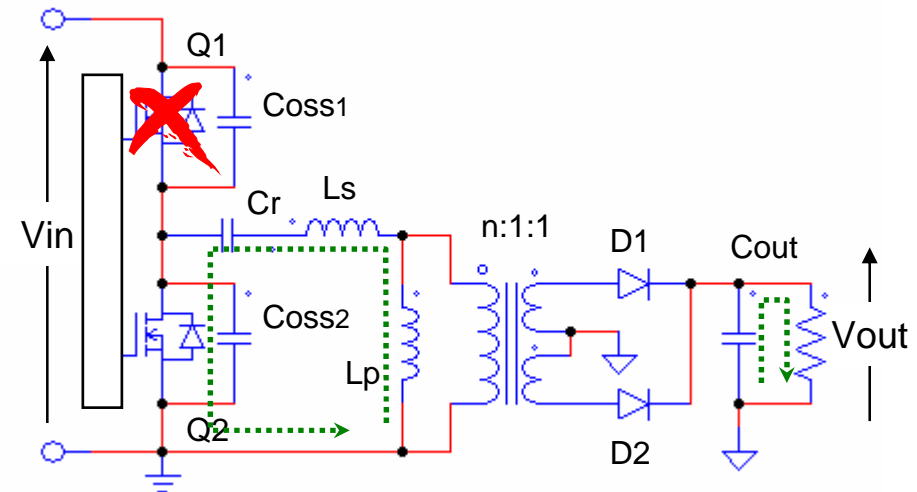 Q1
Coss1
Cr
Ls
n:1:1
D1
Cout
Vin
Coss2
Lp
Vout
Q2
D2